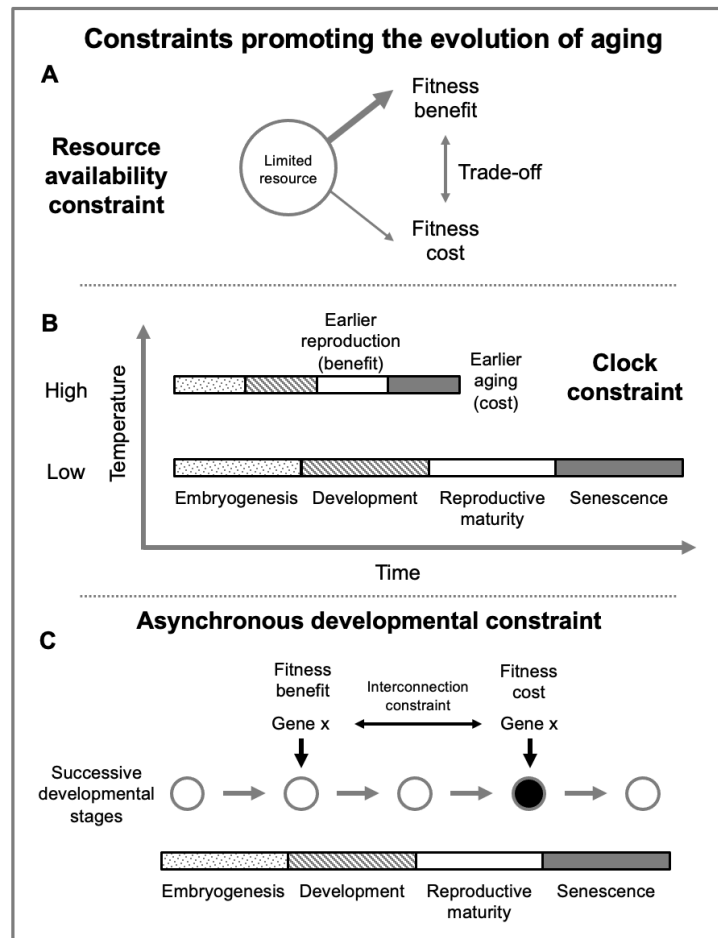 Constraints promoting the evolution of aging
A
Resource
availability
constraint
Limited
resource
Fitness
benefit
Trade-off
Fitness
cost
B
Temperature
High
Low
Earlier
reproduction
(benefit)
Earlier
aging
(cost)
Clock
constraint
Embryogenesis
Development
Reproductive
maturity
Senescence
Time
Asynchronous developmental constraint
C
Fitness
benefit
Gene x
Interconnection
constraint
Fitness
cost
Gene x
Successive
developmental
stages
Embryogenesis
Development
Reproductive
maturity
Senescence